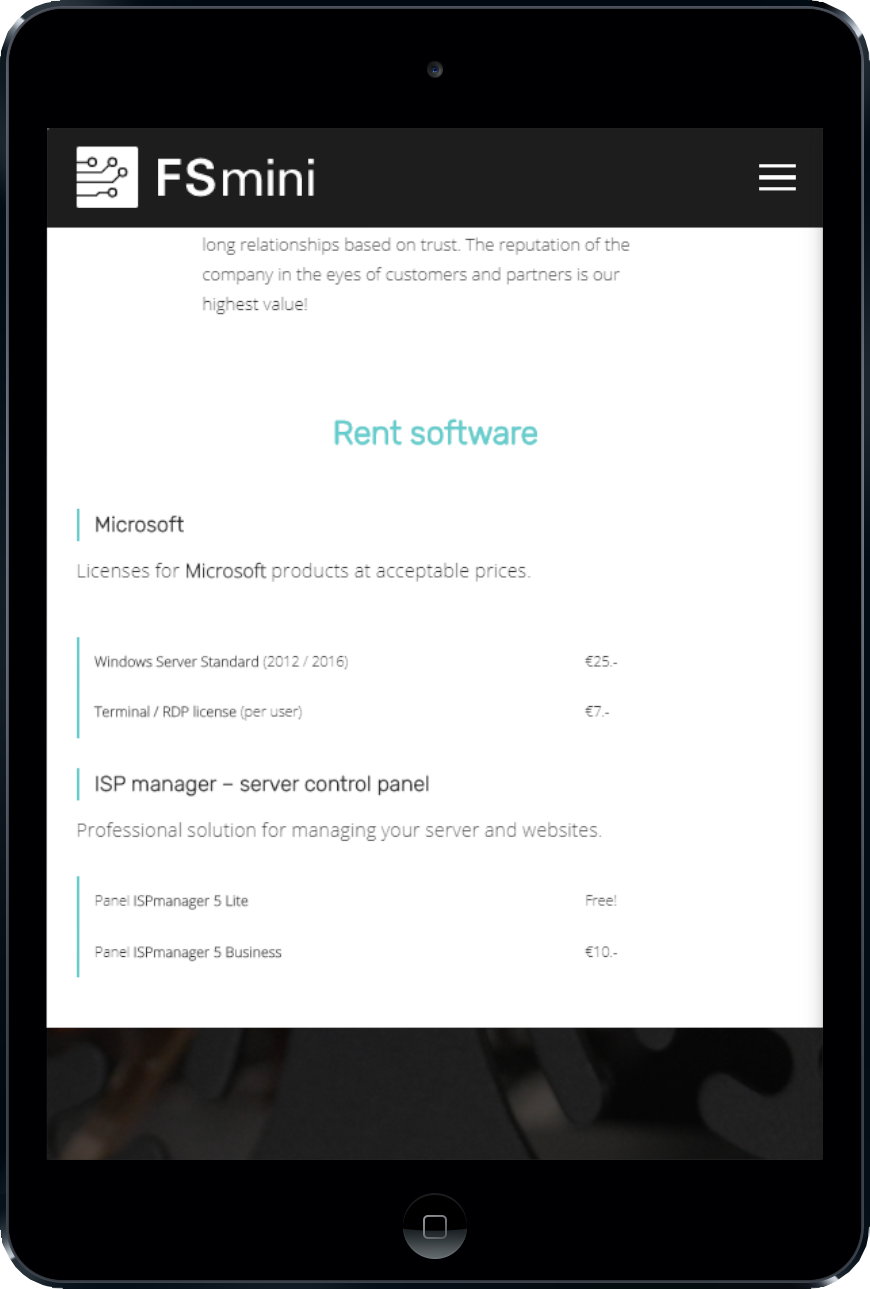 FSmini
long relationships based on trust. The reputation of the
company in the eyes of customers and partners is our
highest value!
Rent software
Microsoft
Licenses for Microsoft products at acceptable prices.
Windows Server Standard (2012 / 2016) €25.-
Terminal / RDP license (per user) €7.-
ISP manager – server control panel
Professional solution for managing your server and websites.
Panel ISPmanager 5 Lite Free!
Panel ISPmanager 5 Business €10.-